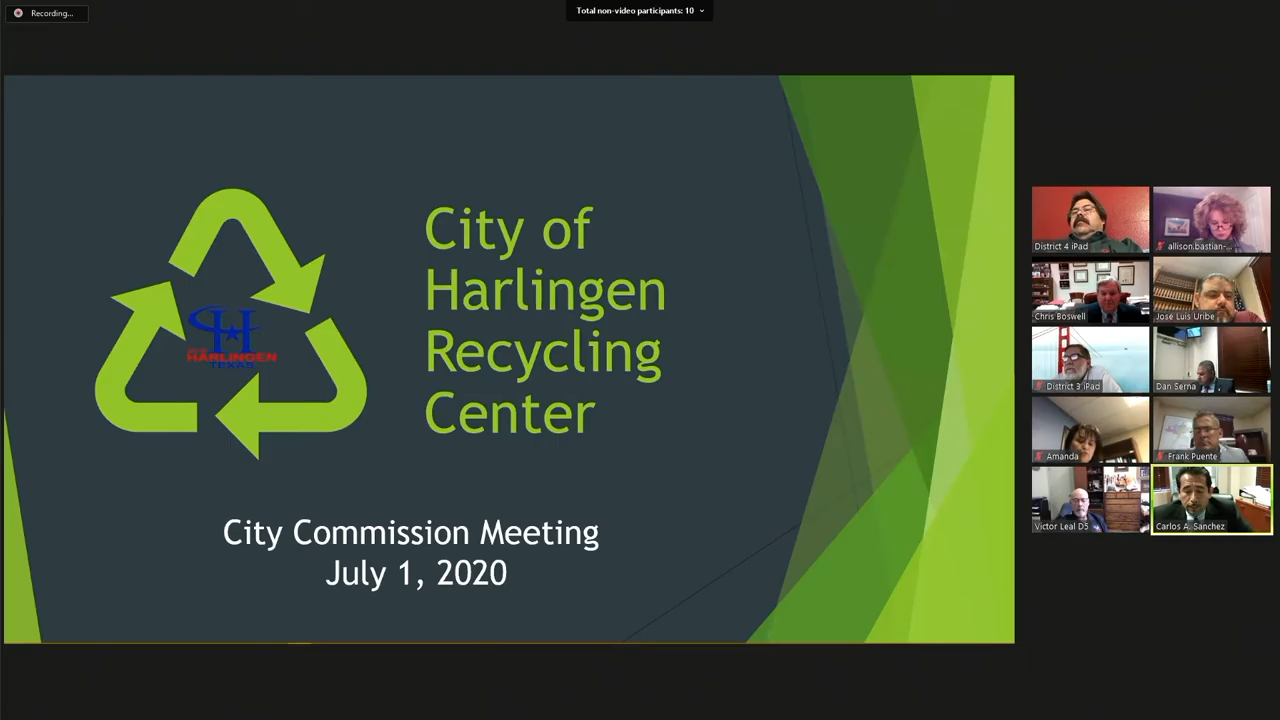 Recording...
Total non-video participants: 10
City of
Harlingen
Recycling
Center
HARLINGEN
TEXAS
City Commission Meeting
July 1, 2020
District 4 iPad
allison.bastian-...
Chris Boswell
Jose Luis Uribe
District 3 iPad
Dan Serna
Amanda
Frank Puente
Victor Leal D5
Carlos A. Sanchez